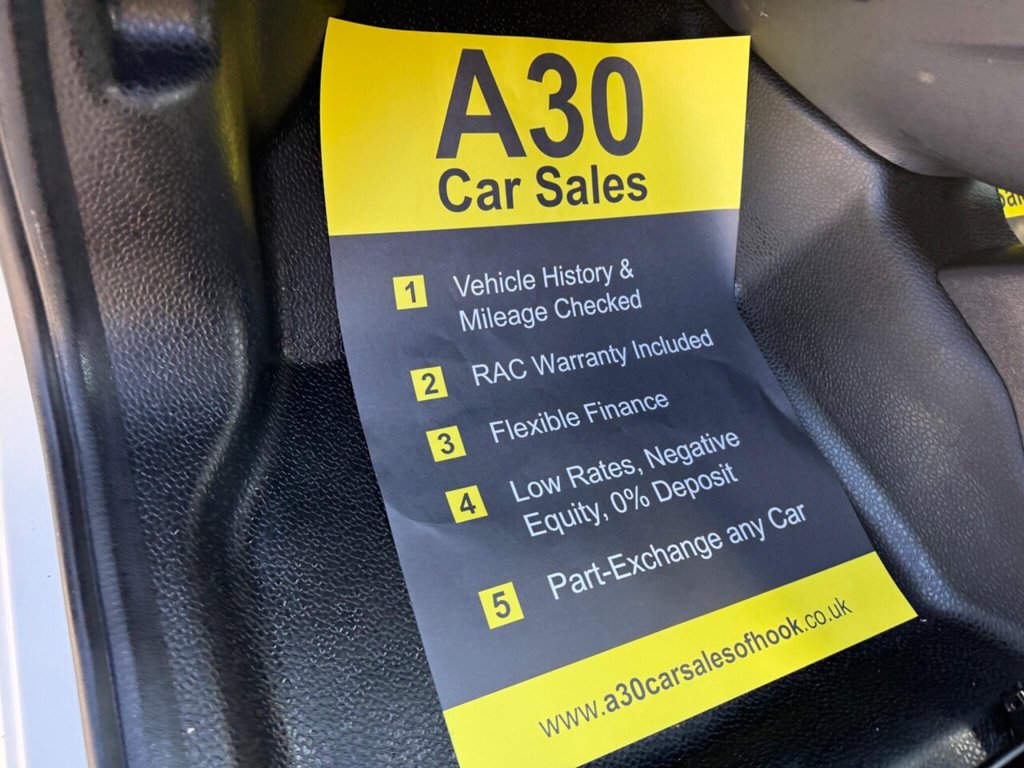 A30
Car Sales
1 Vehicle History &
Mileage Checked
2 RAC Warranty Included
3 Flexible Finance
4 Low Rates, Negative
Equity, 0% Deposit
5 Part-Exchange any Car
www.a30carsalesofhook.co.uk